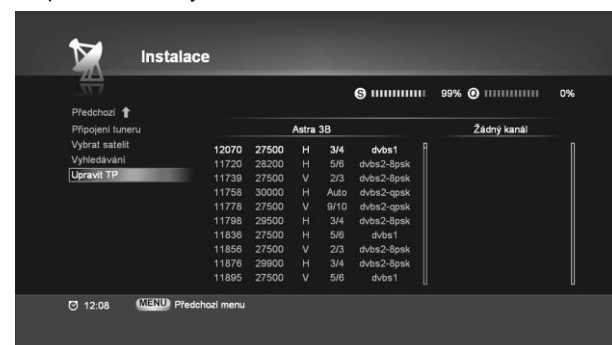 Instalace
S 99% Q 0%
Předchozí
Připojení tuneru
Vybrat satelit
Vyhledávání
Upravit TP
Astra 3B
12070 27500 H 3/4 dvbs1
11720 28200 H 5/6 dvbs2-8psk
11739 27500 V 2/3 dvbs2-8psk
11758 30000 H Auto dvbs2-qpsk
11778 27500 V 9/10 dvbs2-qpsk
11798 29500 H 3/4 dvbs2-8psk
11836 27500 H 5/6 dvbs1
11856 27500 V 2/3 dvbs2-8psk
11876 29900 H 3/4 dvbs2-8psk
11895 27500 V 5/6 dvbs1
Žádný kanál
12:08 MENU Předchozí menu